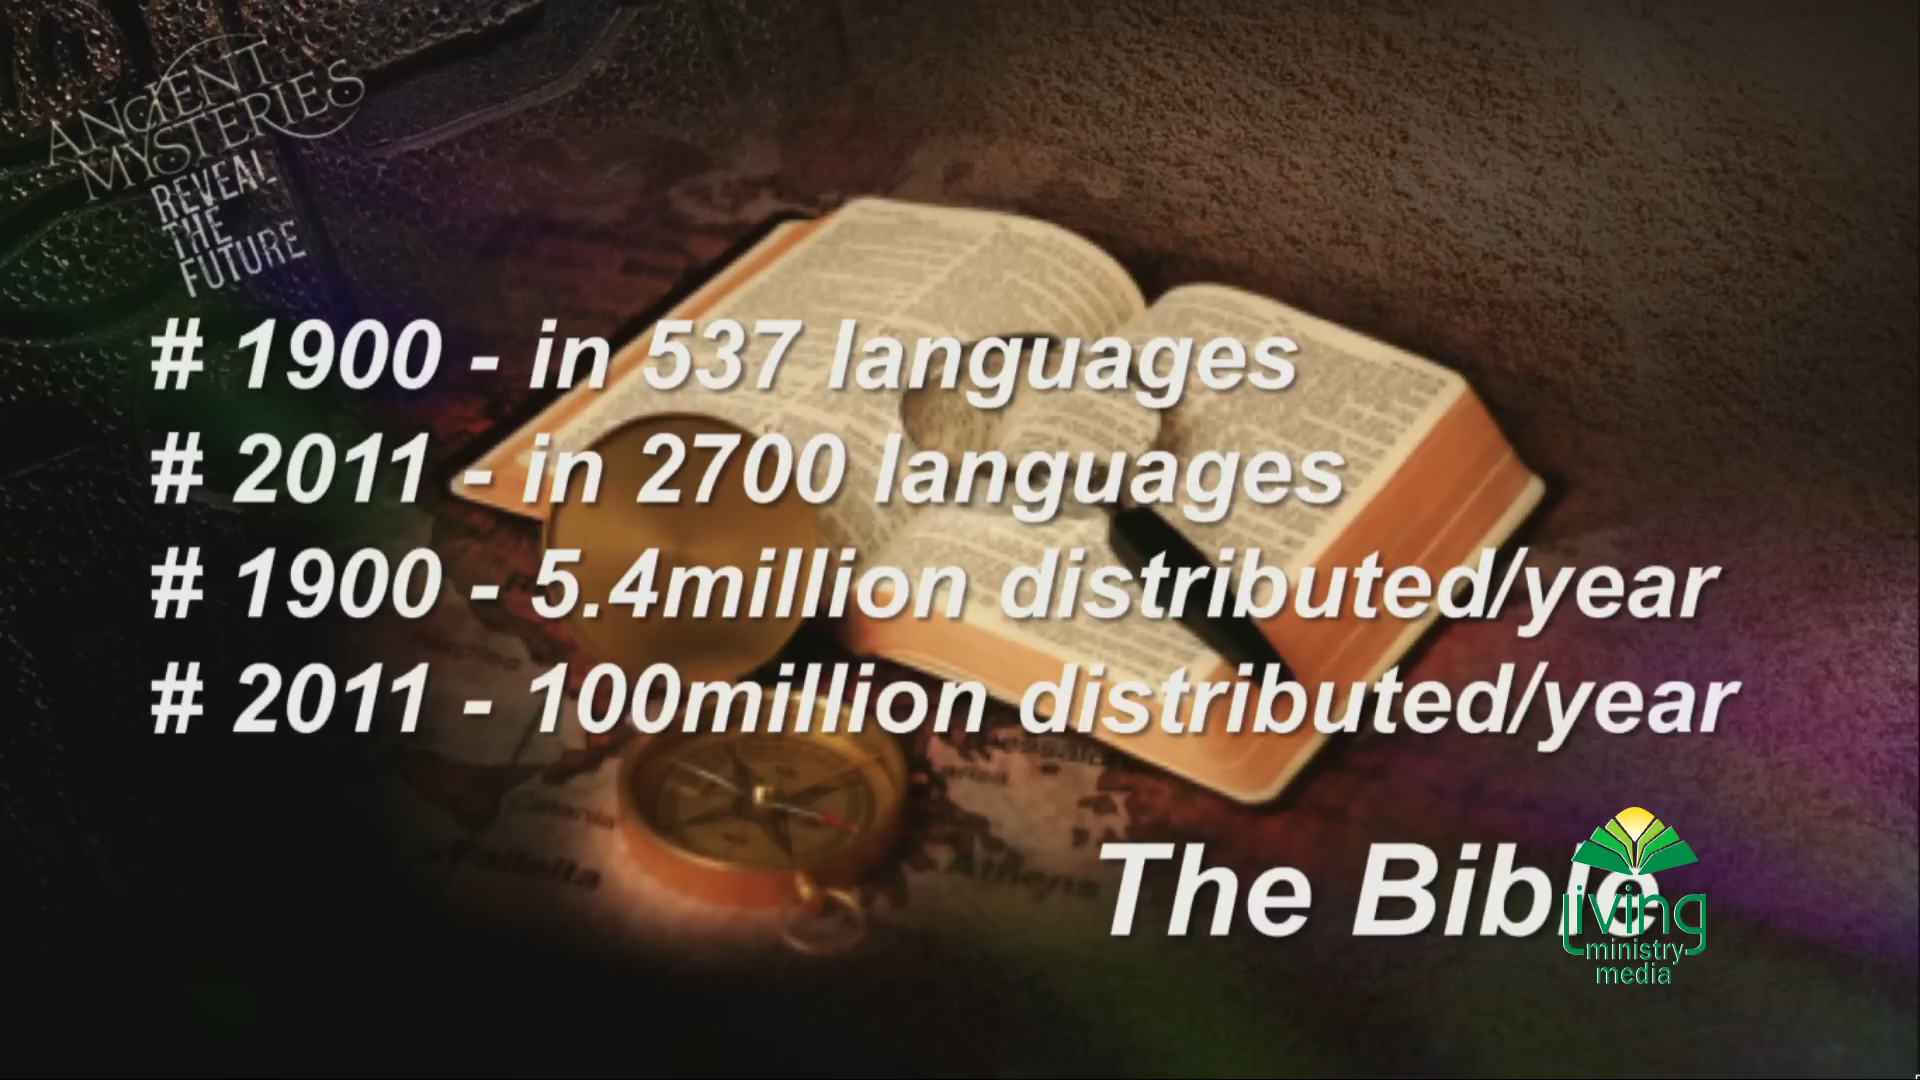 ANCIENT
MYSTERIES
REVEAL
THE
FUTURE
# 1900 - in 537 languages
# 2011 - in 2700 languages
# 1900 - 5.4million distributed/year
# 2011 - 100million distributed/year
The Bible
living
ministry
media